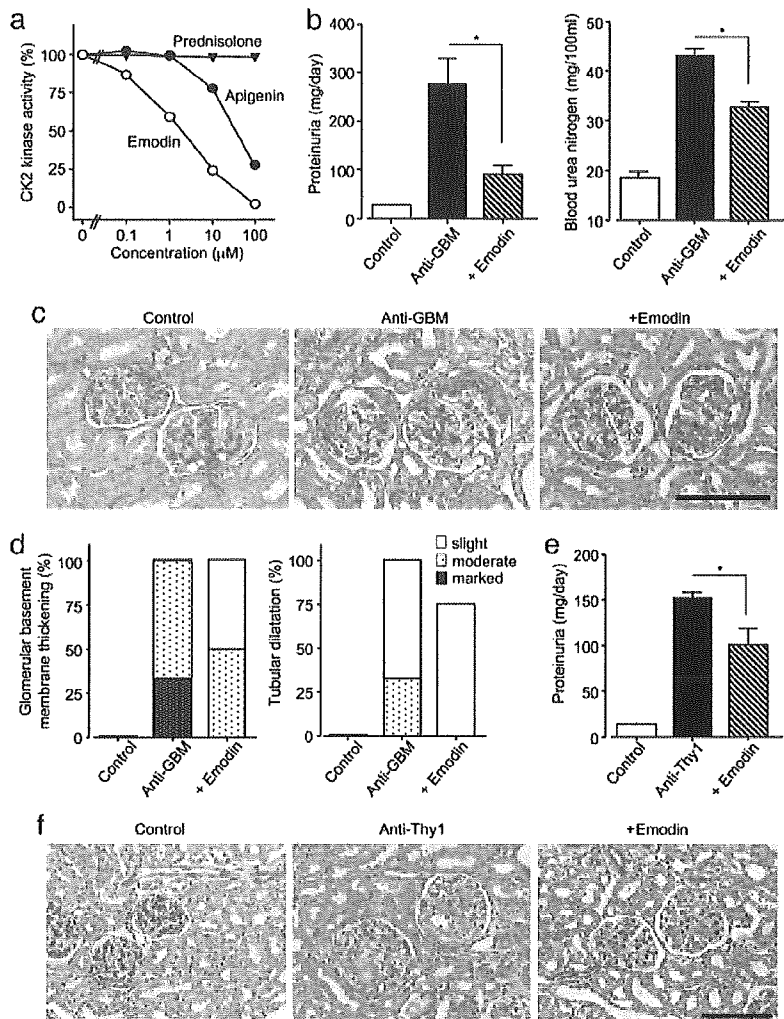 a
CK2 kinase activity (%)
100
75
50
25
0
Prednisolone
Apigenin
Emodin
0 0.1 1 10 100
Concentration (μM)
b
Proteinuria (mg/day)
400
300
200
100
0
*
Control
Anti-GBM
+ Emodin
Blood urea nitrogen (mg/100ml)
50
40
30
20
10
*
Control
Anti-GBM
+ Emodin
c
Control
Anti-GBM
+Emodin
d
Glomerular basement
membrane thickening (%)
100
75
50
25
0
Control
Anti-GBM
+ Emodin
Tubular dilatation (%)
100
75
50
25
0
Control
Anti-GBM
+ Emodin
slight
moderate
marked
e
Proteinuria (mg/day)
200
150
100
50
0
*
Control
Anti-Thy1
+ Emodin
f
Control
Anti-Thy1
+Emodin